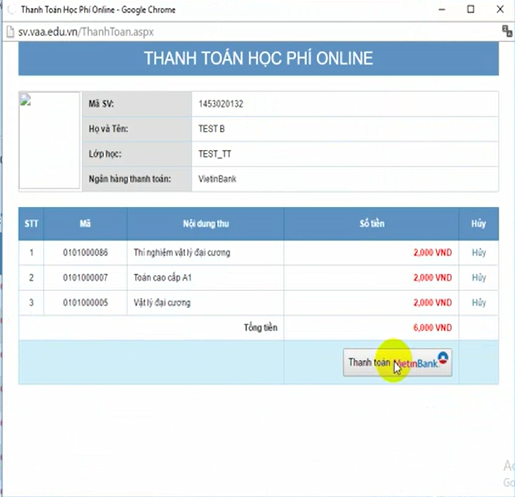 Thanh Toán Học Phí Online - Google Chrome
sv.vaa.edu.vn/ThanhToan.aspx
THANH TOÁN HỌC PHÍ ONLINE
Mã SV: 1453020132
Họ và Tên: TEST B
Lớp học: TEST_TT
Ngân hàng thanh toán: VietinBank
STT Mã Nội dung thu Số tiền Hủy
1 0101000086 Thí nghiệm vật lý đại cương 2,000 VND Hủy
2 0101000007 Toán cao cấp A1 2,000 VND Hủy
3 0101000005 Vật lý đại cương 2,000 VND Hủy
Tổng tiền 6,000 VND
Thanh toán VietinBank